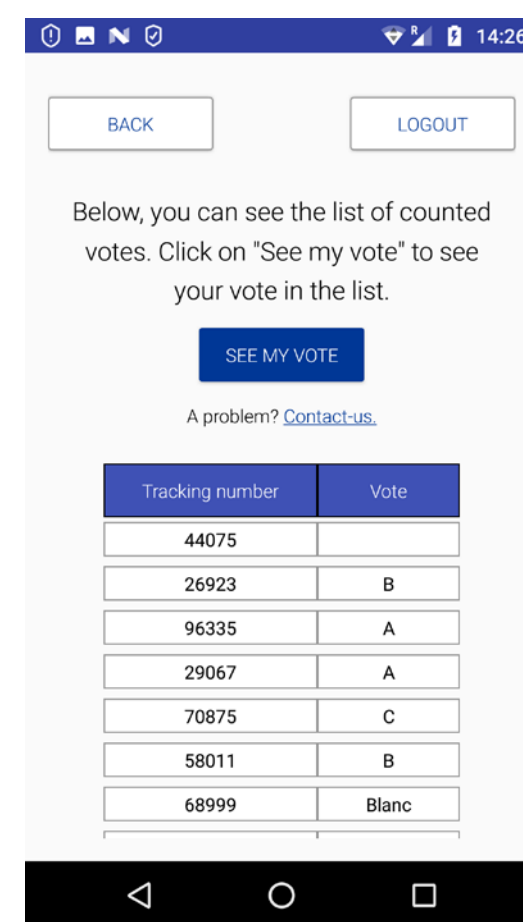 14:26
BACK LOGOUT
Below, you can see the list of counted
votes. Click on "See my vote" to see
your vote in the list.
SEE MY VOTE
A problem? Contact-us.
Tracking number Vote
44075
26923 B
96335 A
29067 A
70875 C
58011 B
68999 Blanc